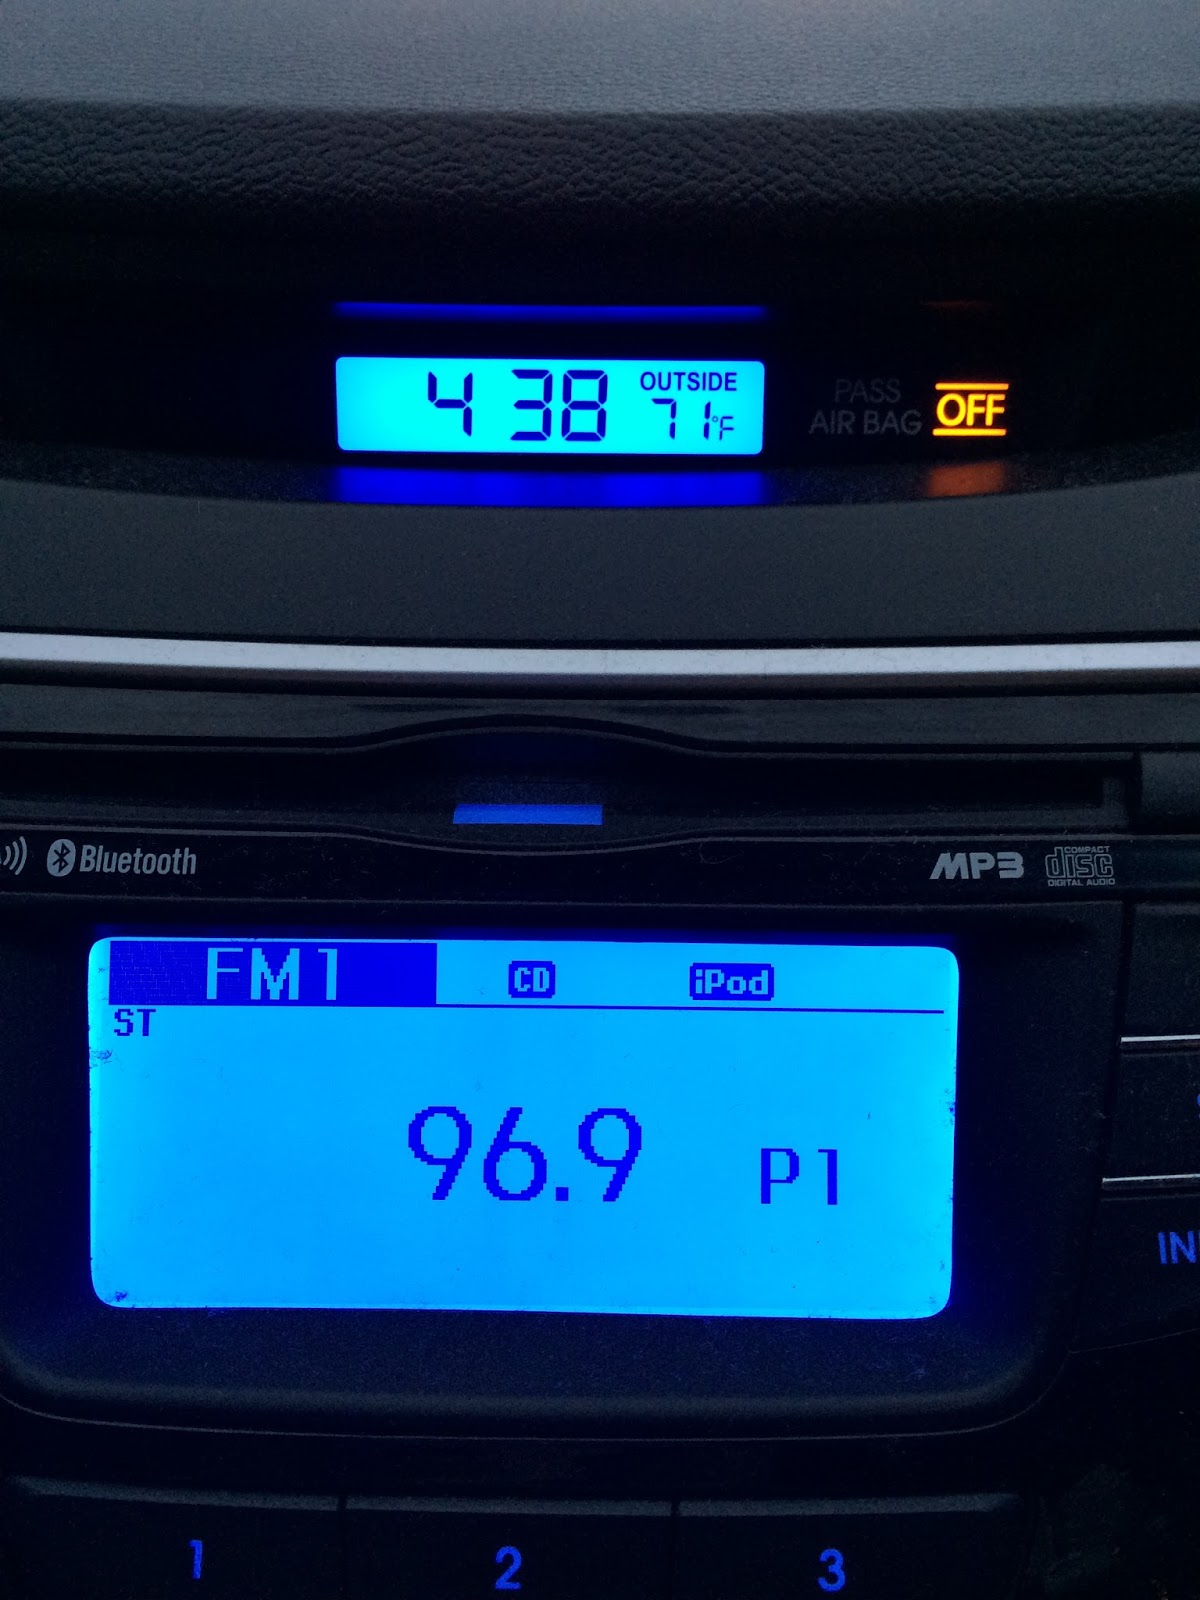 4 38 OUTSIDE 71°F
PASS AIR BAG OFF
Bluetooth
MP3 COMPACT disc DIGITAL AUDIO
FM1 CD iPod
ST
96.9 P1
1 2 3